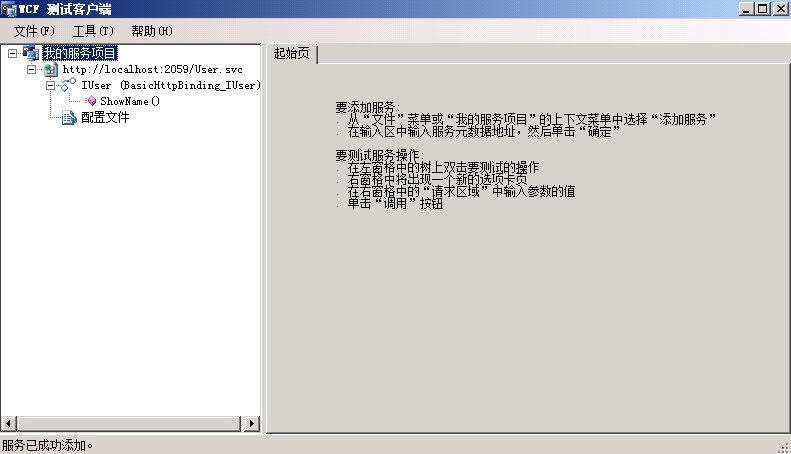 WCF 测试客户端
文件(F) 工具(T) 帮助(H)
我的服务项目
http://localhost:2059/User.svc
IUser (BasicHttpBinding_IUser)
ShowName()
配置文件
起始页
要添加服务:
. 从“文件”菜单或“我的服务项目”的上下文菜单中选择“添加服务”
. 在输入区中输入服务元数据地址，然后单击“确定”
要测试服务操作:
. 在左窗格中的树上双击要测试的操作
. 右窗格中将出现一个新的选项卡页
. 在右窗格中的“请求区域”中输入参数的值
. 单击“调用”按钮
服务已成功添加。